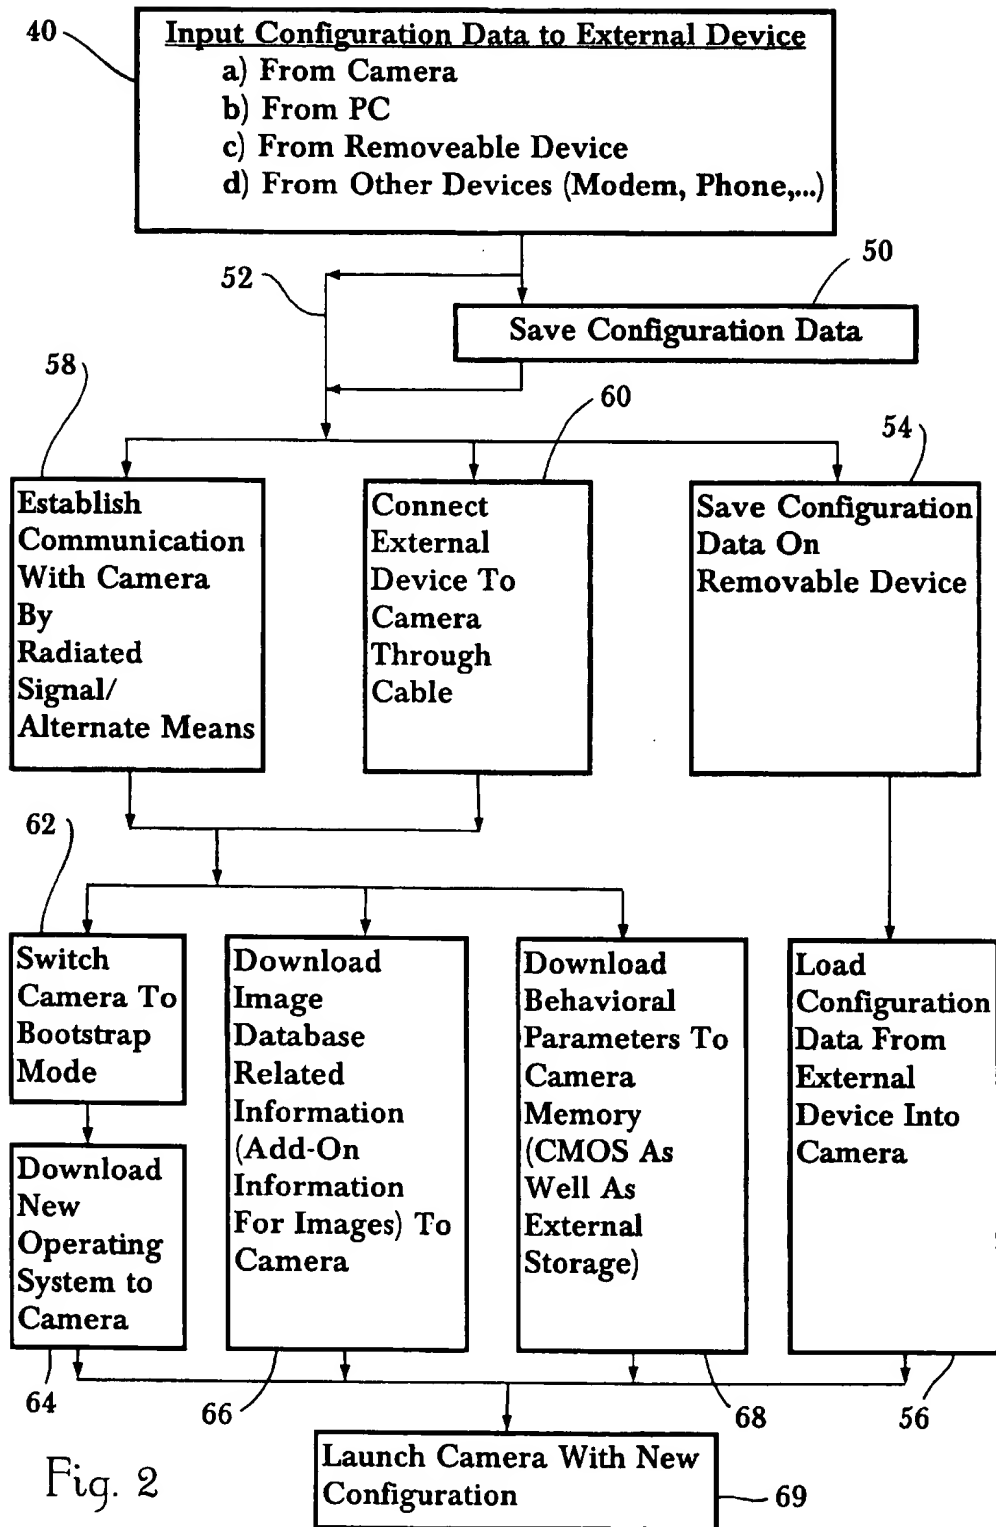 40
Input Configuration Data to External Device
a) From Camera
b) From PC
c) From Removeable Device
d) From Other Devices (Modem, Phone,...)
52
50
Save Configuration Data
58
Establish
Communication
With Camera
By
Radiated
Signal/
Alternate Means
60
Connect
External
Device To
Camera
Through
Cable
54
Save Configuration
Data On
Removable Device
62
Switch
Camera To
Bootstrap
Mode
Download
New
Operating
System to
Camera
64
Download
Image
Database
Related
Information
(Add-On
Information
For Images) To
Camera
66
Download
Behavioral
Parameters To
Camera
Memory
(CMOS As
Well As
External
Storage)
68
Load
Configuration
Data From
External
Device Into
Camera
56
Launch Camera With New
Configuration
69
Fig. 2